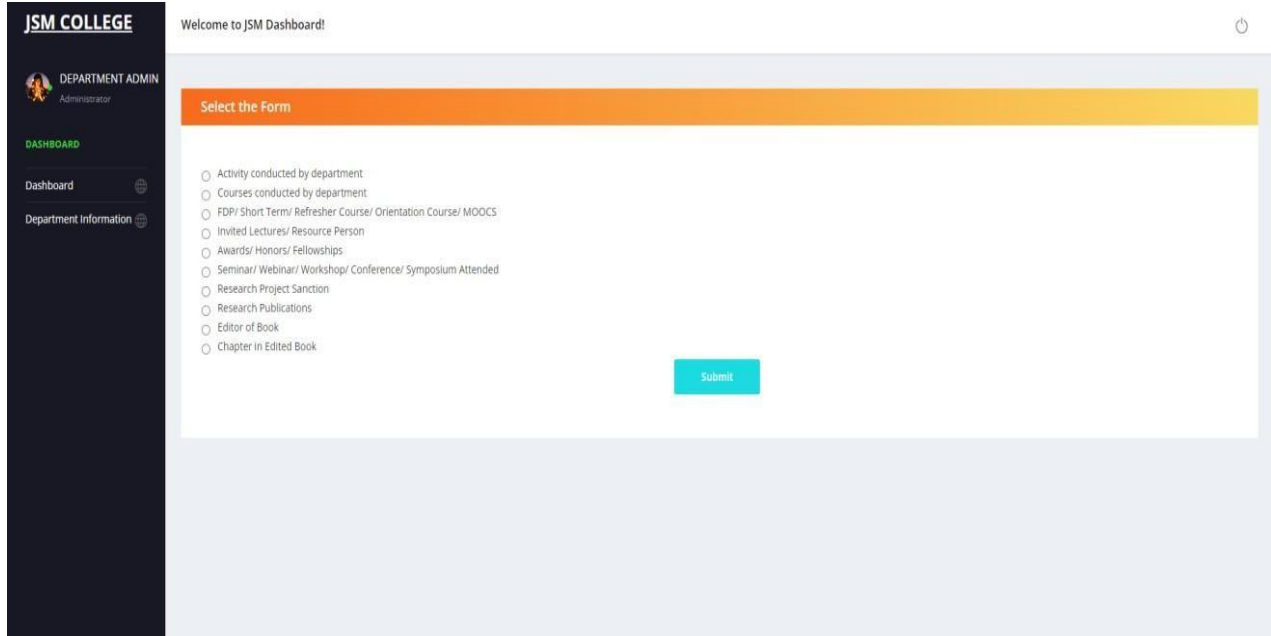 JSM COLLEGE
Welcome to JSM Dashboard!
DEPARTMENT ADMIN
Administrator
DASHBOARD
Dashboard
Department Information
Select the Form
Activity conducted by department
Courses conducted by department
FDP/ Short Term/ Refresher Course/ Orientation Course/ MOOCS
Invited Lectures/ Resource Person
Awards/ Honors/ Fellowships
Seminar/ Webinar/ Workshop/ Conference/ Symposium Attended
Research Project Sanction
Research Publications
Editor of Book
Chapter in Edited Book
Submit